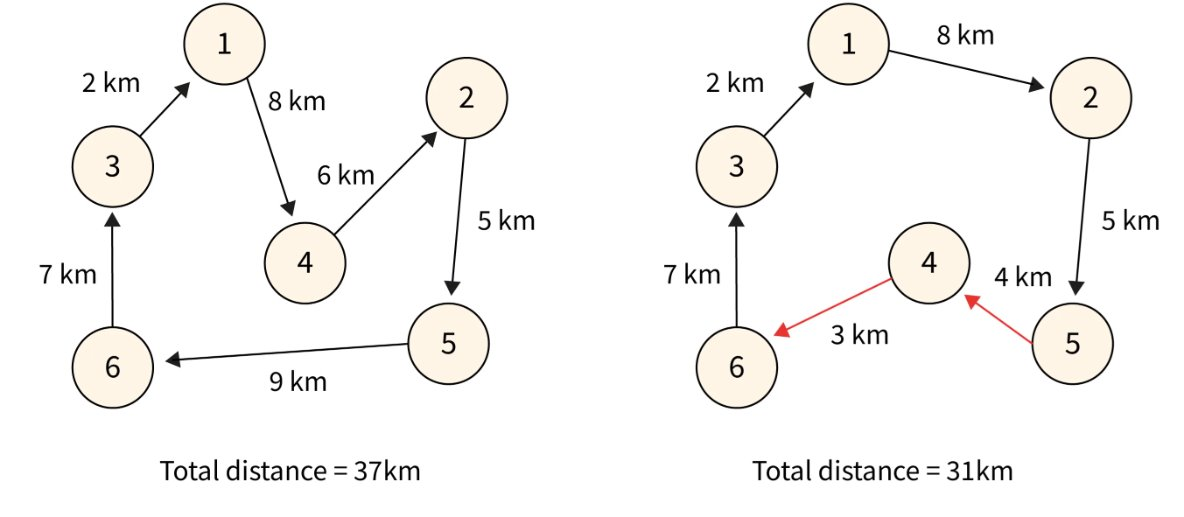 1
8 km
2 km
2
3
6 km
5 km
4
7 km
5
6
9 km
Total distance = 37km
1
8 km
2 km
2
3
5 km
4
7 km
4 km
3 km
5
6
Total distance = 31km